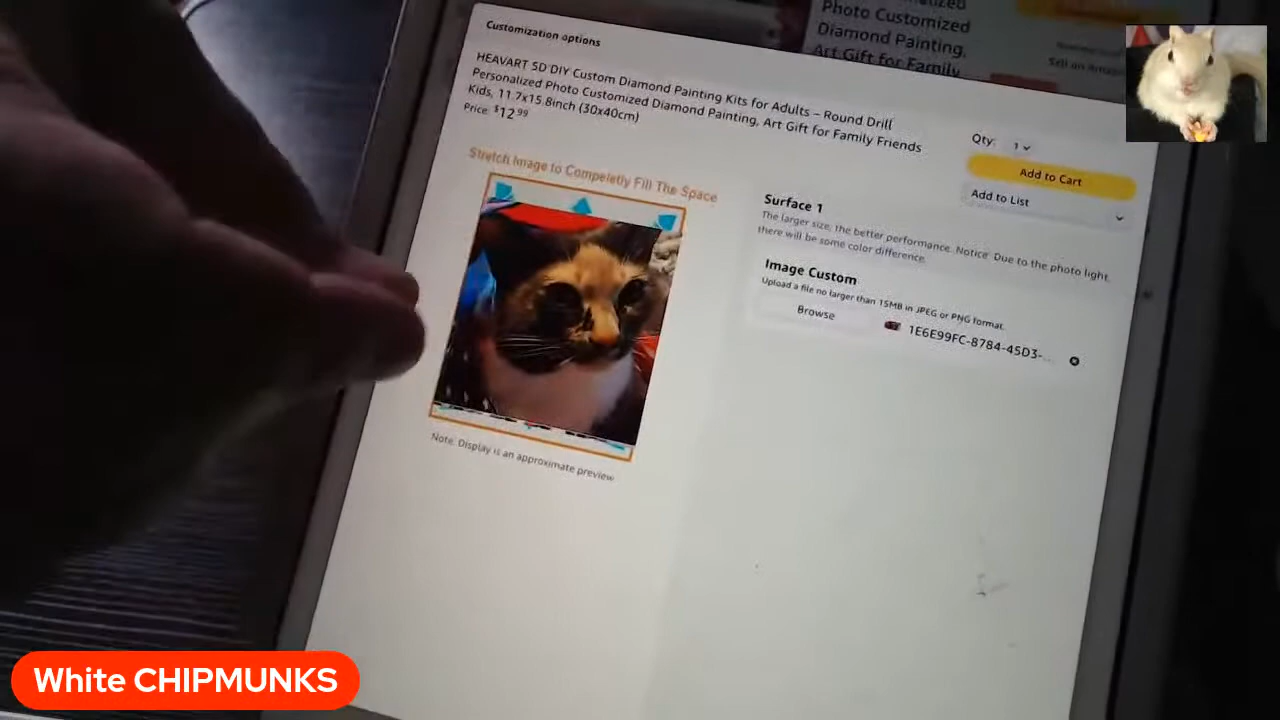 Customization options
HEAVART 5D DIY Custom Diamond Painting Kits for Adults – Round Drill
Personalized Photo Customized Diamond Painting, Art Gift for Family Friends
Kids, 11.7x15.8inch (30x40cm)
Price: $12.99
Photo Customized
Diamond Painting,
Art Gift for Family
Qty: 1
Add to Cart
Add to List
Stretch Image to Compeletly Fill The Space
Note: Display is an approximate preview
Surface 1
The larger size, the better performance. Notice: Due to the photo light,
there will be some color difference.
Image Custom
Upload a file no larger than 15MB in JPEG or PNG format.
Browse
1E6E99FC-8784-45D3-...
White CHIPMUNKS